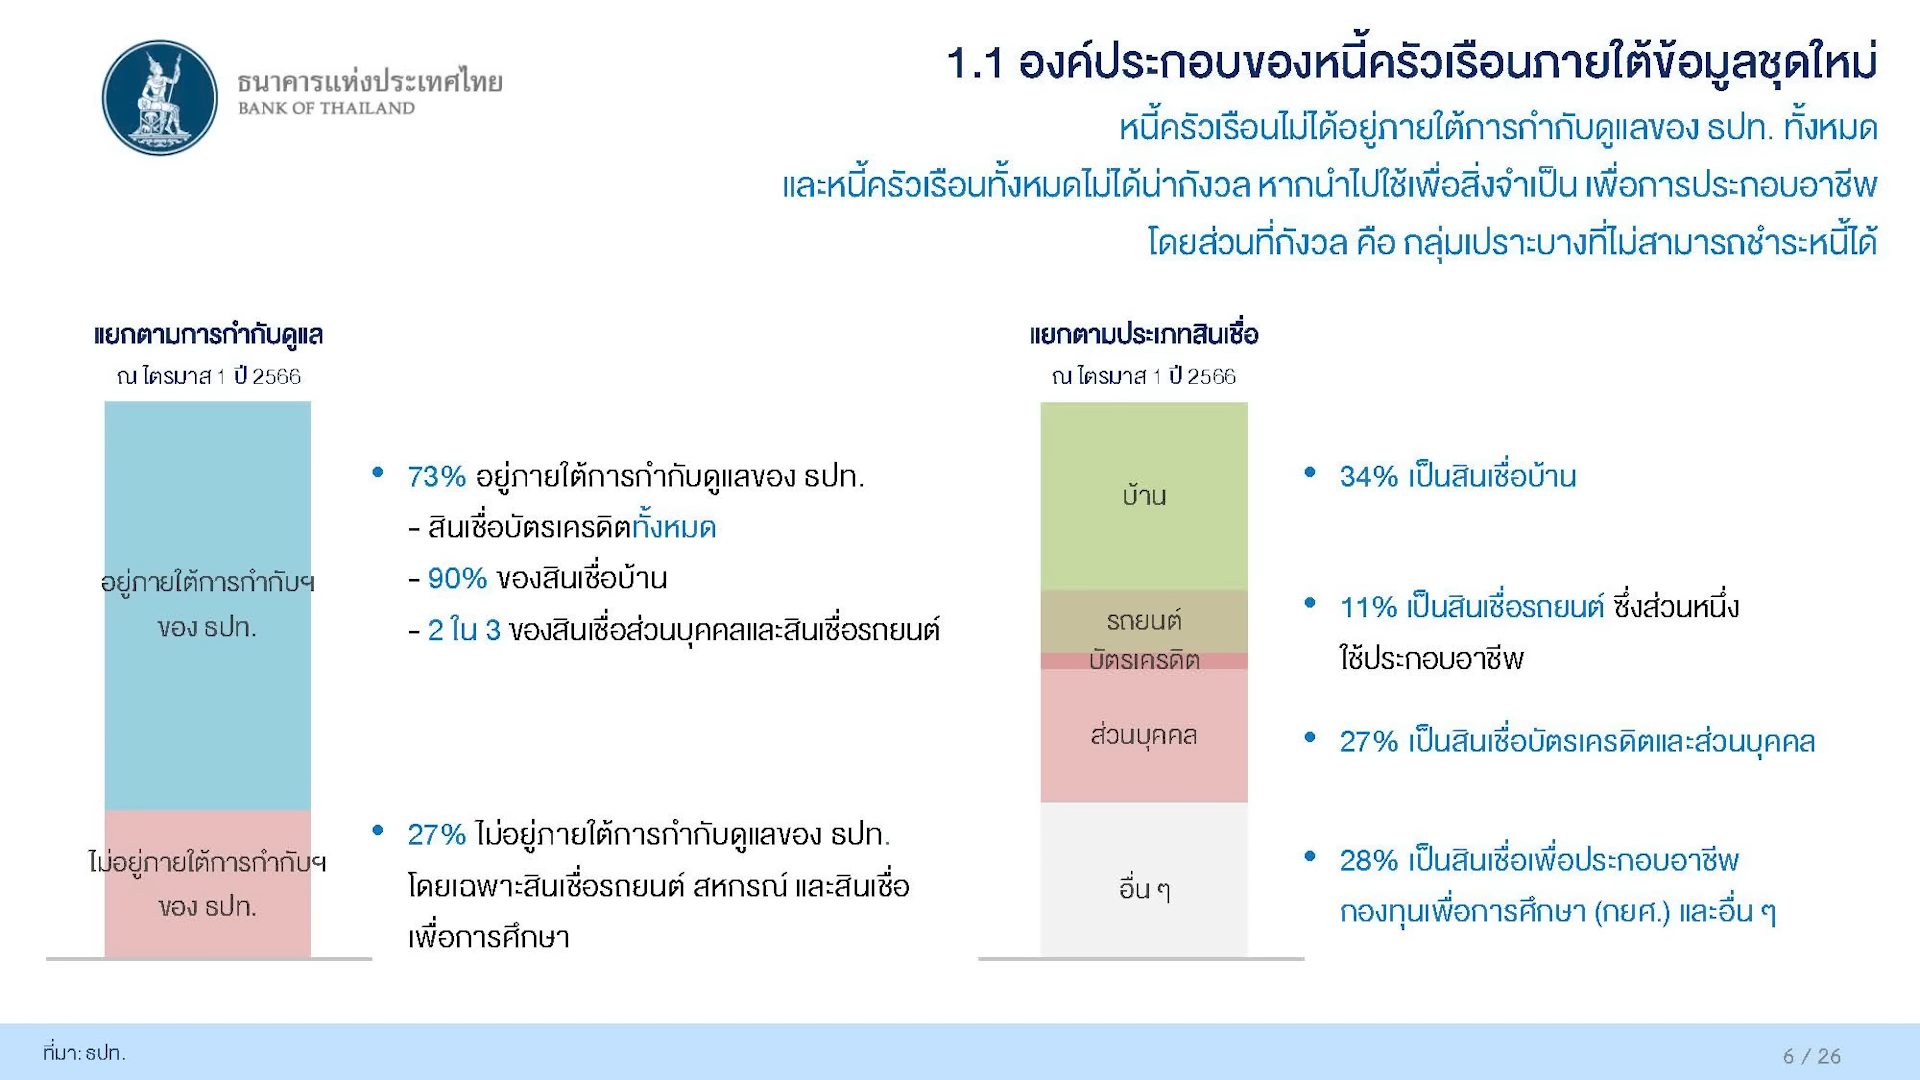 ธนาคารแห่งประเทศไทย
BANK OF THAILAND
1.1 องค์ประกอบของหนี้ครัวเรือนภายใต้ข้อมูลชุดใหม่
หนี้ครัวเรือนไม่ได้อยู่ภายใต้การกำกับดูแลของ ธปท. ทั้งหมด
และหนี้ครัวเรือนทั้งหมดไม่ได้น่ากังวล หากนำไปใช้เพื่อสิ่งจำเป็น เพื่อการประกอบอาชีพ
โดยส่วนที่กังวล คือ กลุ่มเปราะบางที่ไม่สามารถชำระหนี้ได้
แยกตามการกำกับดูแล
ณ ไตรมาส 1 ปี 2566
อยู่ภายใต้การกำกับฯ
ของ ธปท.
ไม่อยู่ภายใต้การกำกับฯ
ของ ธปท.
• 73% อยู่ภายใต้การกำกับดูแลของ ธปท.
- สินเชื่อบัตรเครดิตทั้งหมด
- 90% ของสินเชื่อบ้าน
- 2 ใน 3 ของสินเชื่อส่วนบุคคลและสินเชื่อรถยนต์
• 27% ไม่อยู่ภายใต้การกำกับดูแลของ ธปท.
โดยเฉพาะสินเชื่อรถยนต์ สหกรณ์ และสินเชื่อ
เพื่อการศึกษา
แยกตามประเภทสินเชื่อ
ณ ไตรมาส 1 ปี 2566
บ้าน
รถยนต์
บัตรเครดิต
ส่วนบุคคล
อื่น ๆ
• 34% เป็นสินเชื่อบ้าน
• 11% เป็นสินเชื่อรถยนต์ ซึ่งส่วนหนึ่ง
ใช้ประกอบอาชีพ
• 27% เป็นสินเชื่อบัตรเครดิตและส่วนบุคคล
• 28% เป็นสินเชื่อเพื่อประกอบอาชีพ
กองทุนเพื่อการศึกษา (กยศ.) และอื่น ๆ
ที่มา: ธปท.
6 / 26